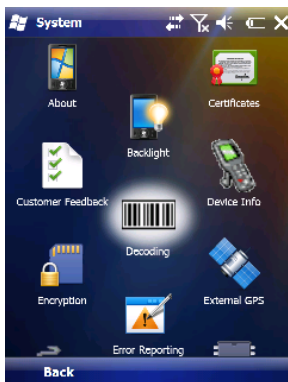 System
About
Certificates
Backlight
Customer Feedback
Device Info
Decoding
Encryption
External GPS
Error Reporting
Back